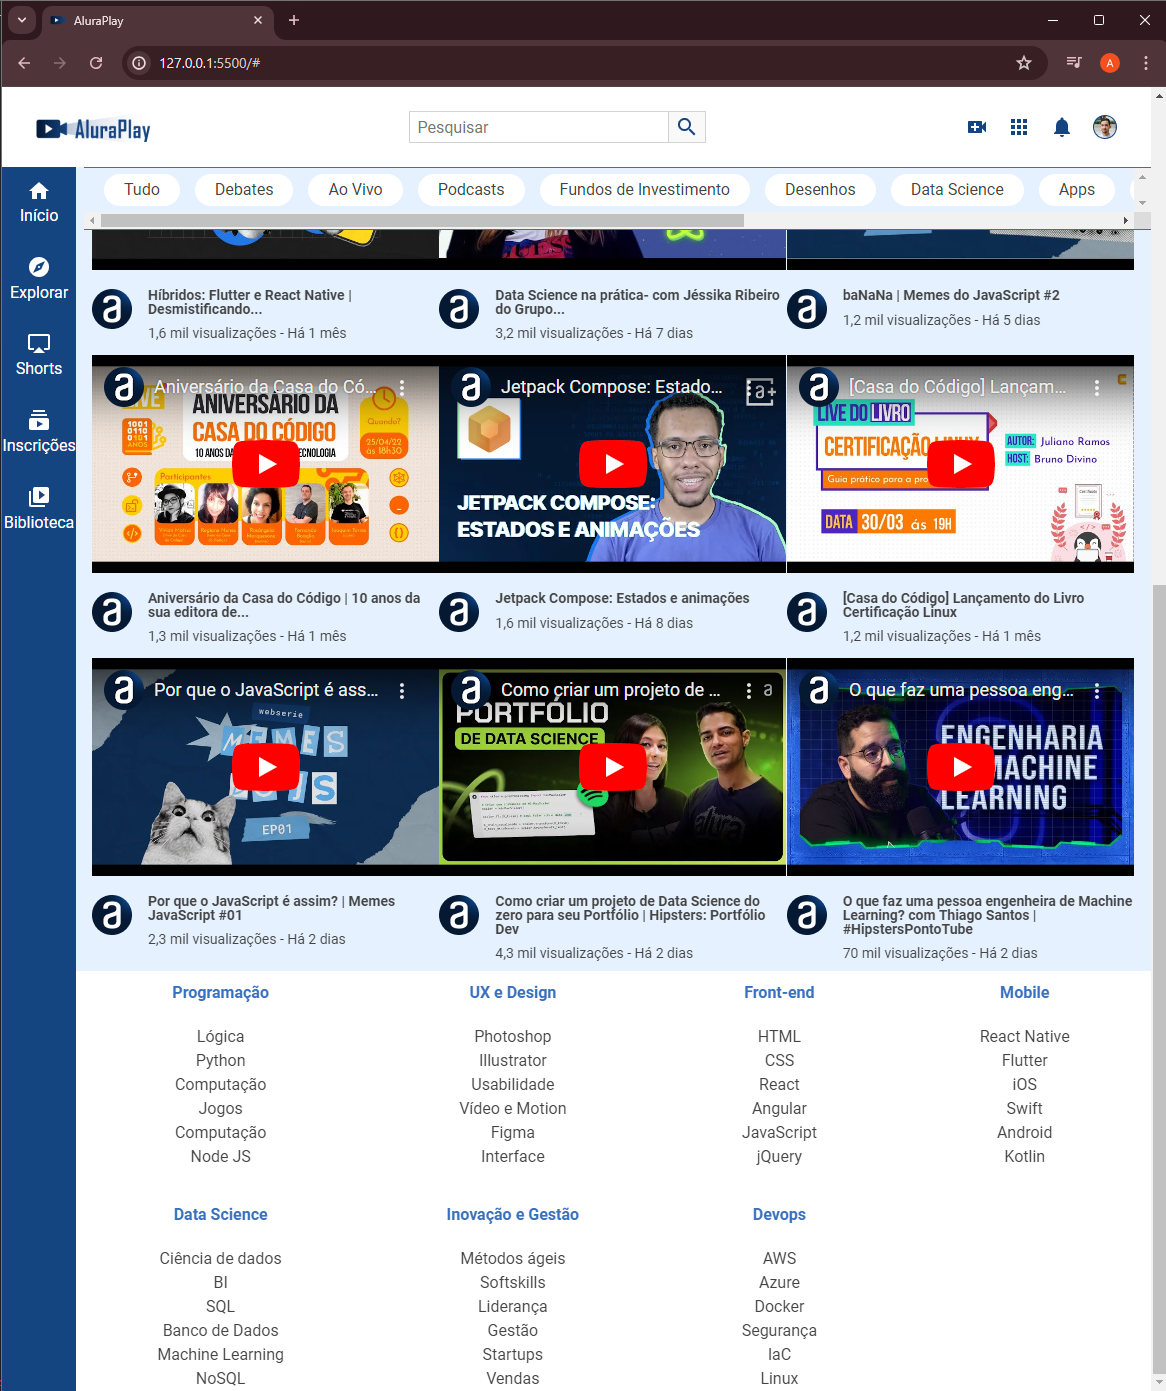 AluraPlay
127.0.0.1:5500/#
A
AluraPlay
Pesquisar
Início
Explorar
Shorts
Inscrições
Biblioteca
Tudo
Debates
Ao Vivo
Podcasts
Fundos de Investimento
Desenhos
Data Science
Apps
a
Híbridos: Flutter e React Native |
Desmistificando...
1,6 mil visualizações - Há 1 mês
a
Data Science na prática- com Jéssika Ribeiro
do Grupo...
3,2 mil visualizações - Há 7 dias
a
baNaNa | Memes do JavaScript #2
1,2 mil visualizações - Há 5 dias
a
Aniversário da Casa do Có...
LIVE
ANIVERSÁRIO DA
CASA DO CÓDIGO
10 ANOS DA
TECNOLOGIA
Quando?
25/04/22
às 18h30
Participantes
a
Jetpack Compose: Estado...
a+
JETPACK COMPOSE:
ESTADOS E ANIMAÇÕES
a
[Casa do Código] Lançam...
LIVE DO LIVRO
CERTIFICAÇÃO LINUX
Guia prático para a pro
AUTOR: Juliano Ramos
HOST: Bruno Divino
DATA 30/03 ás 19H
a
Aniversário da Casa do Código | 10 anos da
sua editora de...
1,3 mil visualizações - Há 1 mês
a
Jetpack Compose: Estados e animações
1,6 mil visualizações - Há 8 dias
a
[Casa do Código] Lançamento do Livro
Certificação Linux
1,2 mil visualizações - Há 1 mês
a
Por que o JavaScript é ass...
webserie
MEMES
JS
EP01
a
Como criar um projeto de ...
a
PORTFÓLIO
DE DATA SCIENCE
a
O que faz uma pessoa eng...
ENGENHARIA
MACHINE
LEARNING
a
Por que o JavaScript é assim? | Memes
JavaScript #01
2,3 mil visualizações - Há 2 dias
a
Como criar um projeto de Data Science do
zero para seu Portfólio | Hipsters: Portfólio
Dev
4,3 mil visualizações - Há 2 dias
a
O que faz uma pessoa engenheira de Machine
Learning? com Thiago Santos |
#HipstersPontoTube
70 mil visualizações - Há 2 dias
Programação
Lógica
Python
Computação
Jogos
Computação
Node JS
UX e Design
Photoshop
Illustrator
Usabilidade
Vídeo e Motion
Figma
Interface
Front-end
HTML
CSS
React
Angular
JavaScript
jQuery
Mobile
React Native
Flutter
iOS
Swift
Android
Kotlin
Data Science
Ciência de dados
BI
SQL
Banco de Dados
Machine Learning
NoSQL
Inovação e Gestão
Métodos ágeis
Softskills
Liderança
Gestão
Startups
Vendas
Devops
AWS
Azure
Docker
Segurança
IaC
Linux